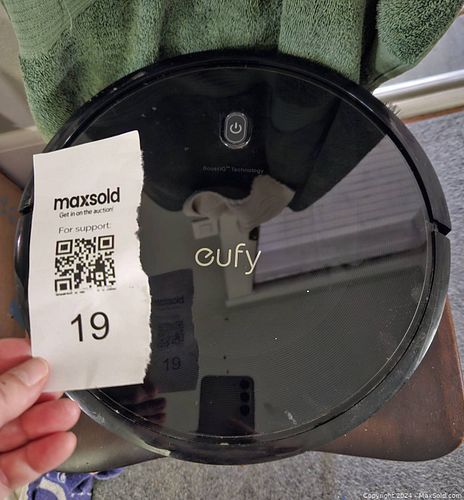 BoostIQ™ Technology
maxsold
Get in on the auction!
For support:
19
eufy
maxsold
19
Copyright 2024 - MaxSold.com